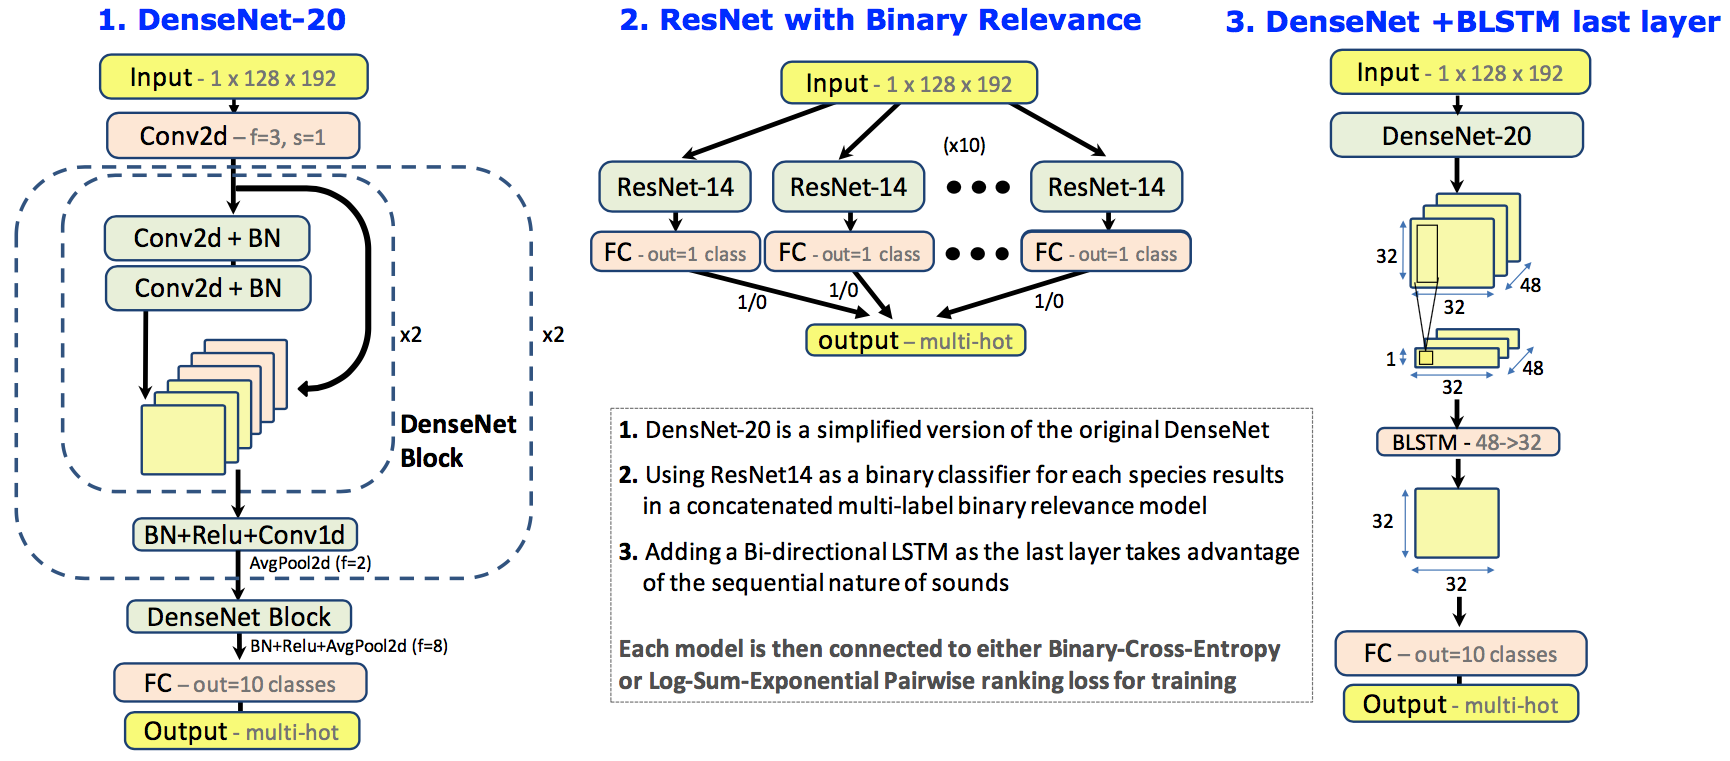 1. DenseNet-20
Input - 1 x 128 x 192
Conv2d – f=3, s=1
Conv2d + BN
Conv2d + BN
x2
x2
DenseNet
Block
BN+Relu+Conv1d
AvgPool2d (f=2)
DenseNet Block
BN+Relu+AvgPool2d (f=8)
FC – out=10 classes
Output - multi-hot
2. ResNet with Binary Relevance
Input - 1 x 128 x 192
(x10)
ResNet-14
ResNet-14
ResNet-14
FC - out=1 class
FC - out=1 class
FC - out=1 class
1/0
1/0
1/0
output – multi-hot
1. DensNet-20 is a simplified version of the original DenseNet
2. Using ResNet14 as a binary classifier for each species results
in a concatenated multi-label binary relevance model
3. Adding a Bi-directional LSTM as the last layer takes advantage
of the sequential nature of sounds
Each model is then connected to either Binary-Cross-Entropy
or Log-Sum-Exponential Pairwise ranking loss for training
3. DenseNet +BLSTM last layer
Input - 1 x 128 x 192
DenseNet-20
32
48
32
1
48
32
BLSTM - 48->32
32
32
FC – out=10 classes
Output - multi-hot